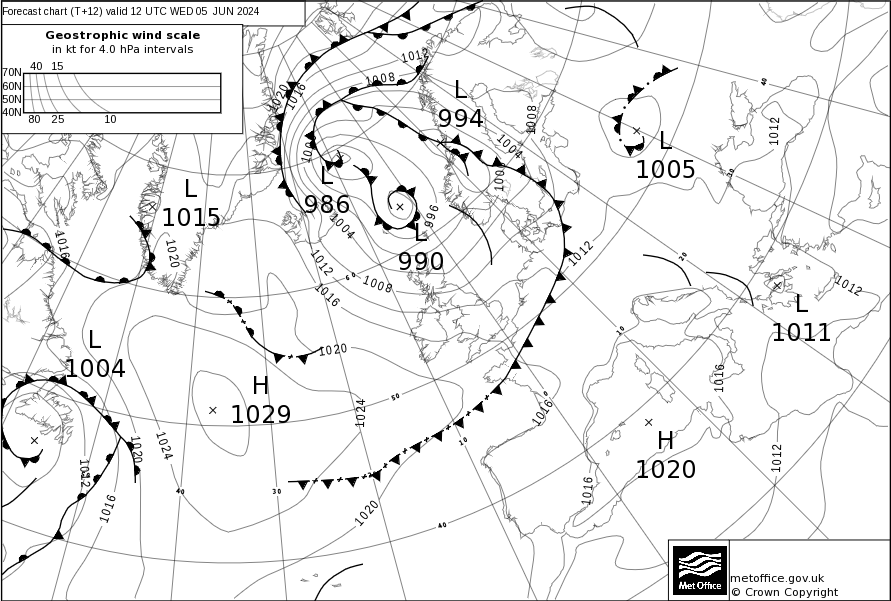 Forecast chart (T+12) valid 12 UTC WED 05 JUN 2024
Geostrophic wind scale
in kt for 4.0 hPa intervals
40 15
70N
60N
50N
40N
80 25 10
1012
1008
1020
1016
L
994
1008
1004
40
1012
L
1005
30
L
986
L
1015
996
1004
L
990
1016
1020
1012
60
1008
1016
1012
20
1012
L
1011
10
L
1004
1020
1016
H
1029
50
0
1024
1016
H
1020
10
1020
1024
1012
1012
40
30
1016
1016
1020
40
Met Office
metoffice.gov.uk
© Crown Copyright